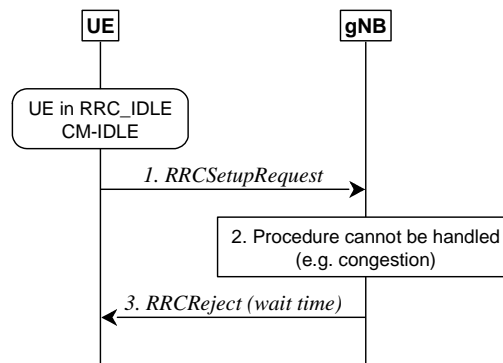 UE
gNB
UE in RRC_IDLE
CM-IDLE
1. RRCSetupRequest
2. Procedure cannot be handled
(e.g. congestion)
3. RRCReject (wait time)